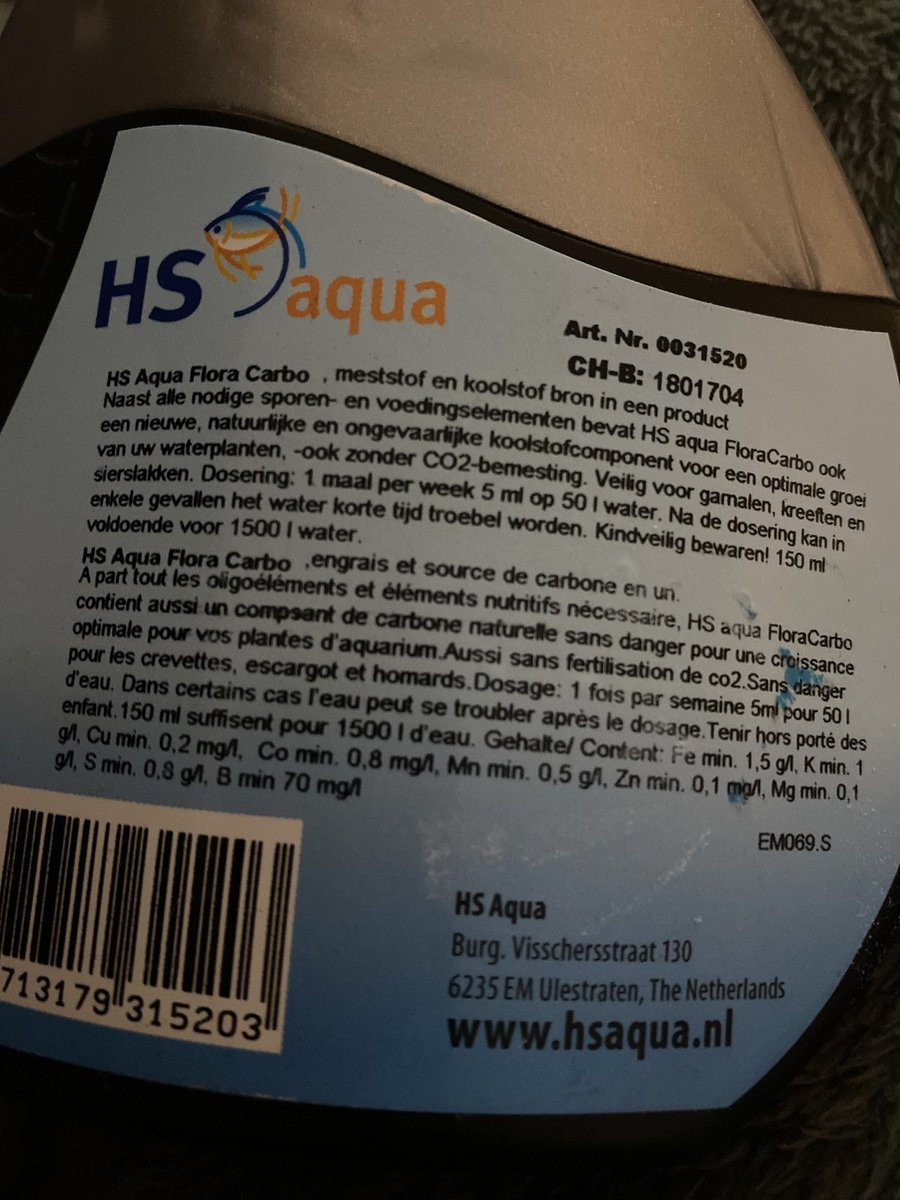 HS aqua
Art. Nr. 0031520
CH-B: 1801704
HS Aqua Flora Carbo , meststof en koolstof bron in een product
Naast alle nodige sporen- en voedingselementen bevat HS aqua FloraCarbo ook
een nieuwe, natuurlijke en ongevaarlijke koolstofcomponent voor een optimale groei
van uw waterplanten, -ook zonder CO2-bemesting. Veilig voor garnalen, kreeften en
sierslakken. Dosering: 1 maal per week 5 ml op 50 l water. Na de dosering kan in
enkele gevallen het water korte tijd troebel worden. Kindveilig bewaren! 150 ml
voldoende voor 1500 l water.
HS Aqua Flora Carbo ,engrais et source de carbone en un.
A part tout les oligoéléments et éléments nutritifs nécessaire, HS aqua FloraCarbo
contient aussi un compsant de carbone naturelle sans danger pour une croissance
optimale pour vos plantes d'aquarium.Aussi sans fertilisation de co2.Sans danger
pour les crevettes, escargot et homards.Dosage: 1 fois par semaine 5ml pour 50 l
d'eau. Dans certains cas l'eau peut se troubler après le dosage.Tenir hors porté des
enfant.150 ml suffisent pour 1500 l d'eau. Gehalte/ Content: Fe min. 1,5 g/l, K min. 1
g/l, Cu min. 0,2 mg/l, Co min. 0,8 mg/l, Mn min. 0,5 g/l, Zn min. 0,1 mg/l, Mg min. 0,1
g/l, S min. 0,8 g/l, B min 70 mg/l
EM069.S
713179 315203
HS Aqua
Burg. Visschersstraat 130
6235 EM Ulestraten, The Netherlands
www.hsaqua.nl